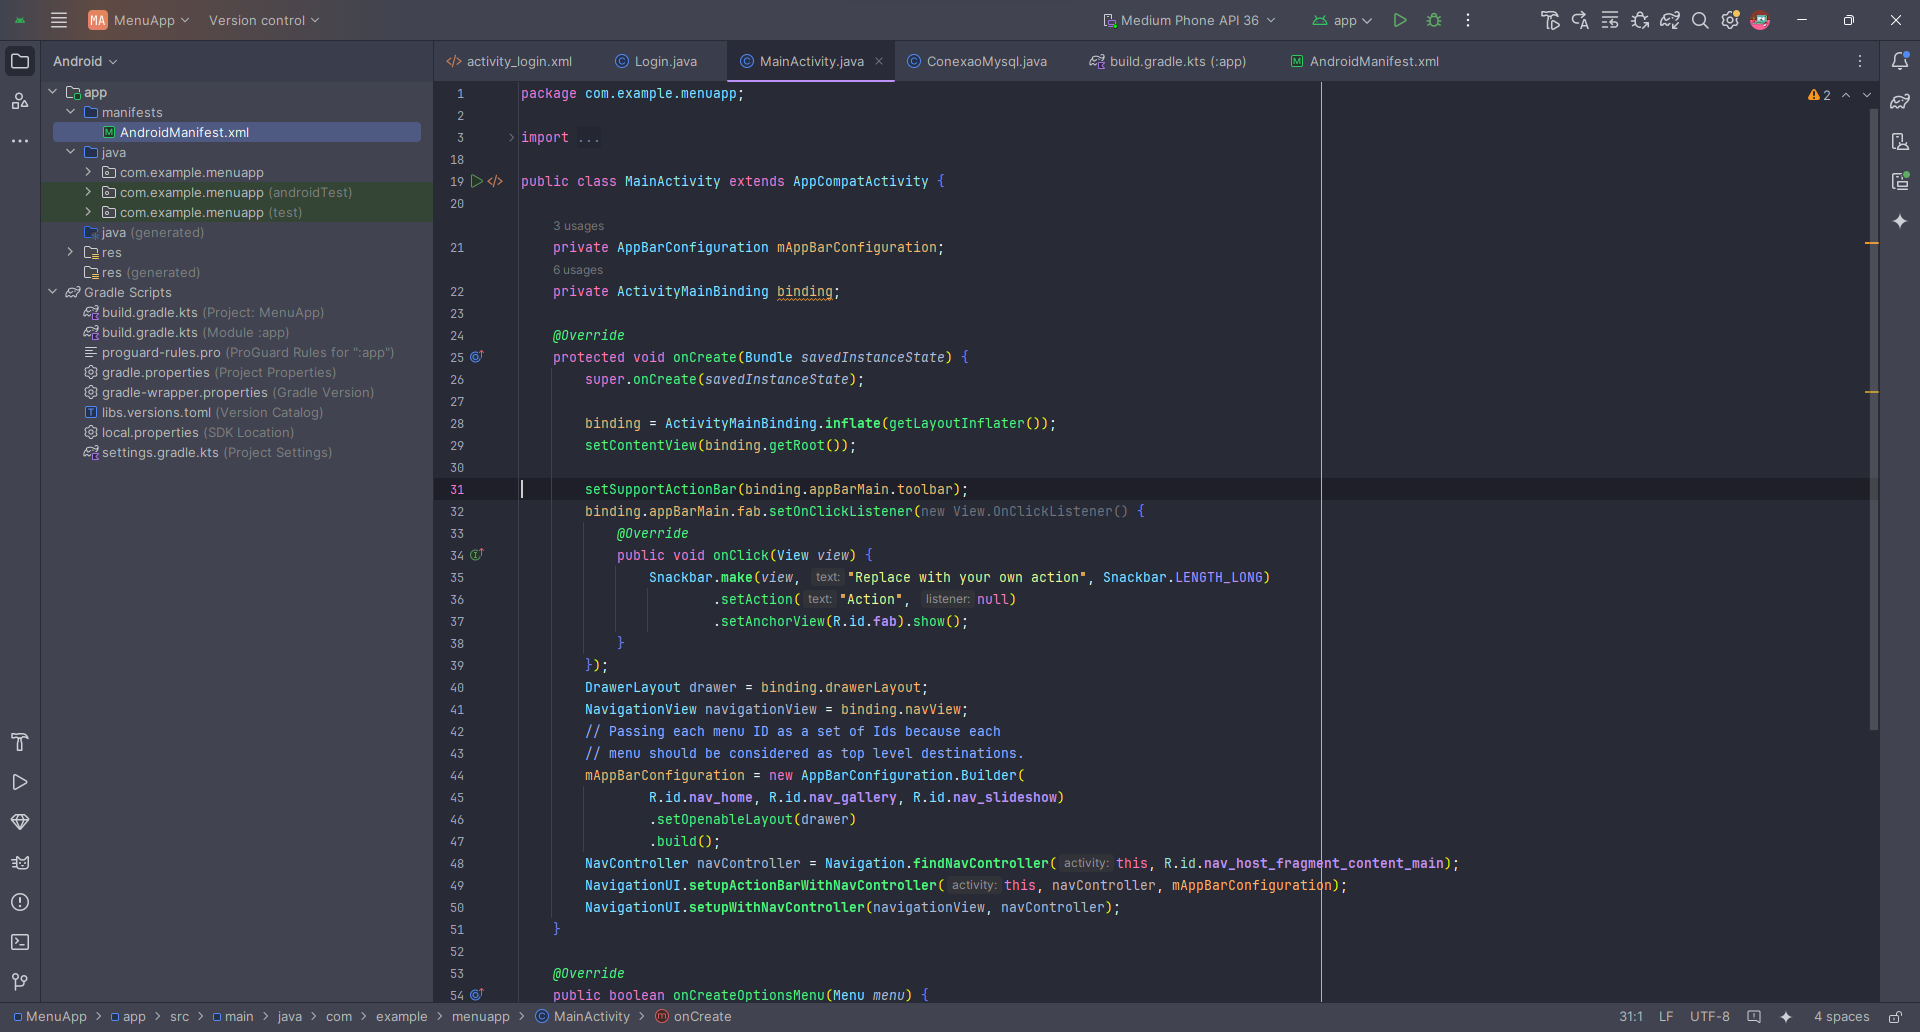 MA MenuApp Version control Medium Phone API 36 app
Android
activity_login.xml Login.java MainActivity.java ConexaoMysql.java build.gradle.kts (:app) AndroidManifest.xml
app
manifests
AndroidManifest.xml
java
com.example.menuapp
com.example.menuapp (androidTest)
com.example.menuapp (test)
java (generated)
res
res (generated)
Gradle Scripts
build.gradle.kts (Project: MenuApp)
build.gradle.kts (Module :app)
proguard-rules.pro (ProGuard Rules for ":app")
gradle.properties (Project Properties)
gradle-wrapper.properties (Gradle Version)
libs.versions.toml (Version Catalog)
local.properties (SDK Location)
settings.gradle.kts (Project Settings)
2
1 package com.example.menuapp;
2
3 import ...
18
19 public class MainActivity extends AppCompatActivity {
20
3 usages
21 private AppBarConfiguration mAppBarConfiguration;
6 usages
22 private ActivityMainBinding binding;
23
24 @Override
25 protected void onCreate(Bundle savedInstanceState) {
26 super.onCreate(savedInstanceState);
27
28 binding = ActivityMainBinding.inflate(getLayoutInflater());
29 setContentView(binding.getRoot());
30
31 setSupportActionBar(binding.appBarMain.toolbar);
32 binding.appBarMain.fab.setOnClickListener(new View.OnClickListener() {
33 @Override
34 public void onClick(View view) {
35 Snackbar.make(view, text: "Replace with your own action", Snackbar.LENGTH_LONG)
36 .setAction( text: "Action", listener: null)
37 .setAnchorView(R.id.fab).show();
38 }
39 });
40 DrawerLayout drawer = binding.drawerLayout;
41 NavigationView navigationView = binding.navView;
42 // Passing each menu ID as a set of Ids because each
43 // menu should be considered as top level destinations.
44 mAppBarConfiguration = new AppBarConfiguration.Builder(
45 R.id.nav_home, R.id.nav_gallery, R.id.nav_slideshow)
46 .setOpenableLayout(drawer)
47 .build();
48 NavController navController = Navigation.findNavController( activity: this, R.id.nav_host_fragment_content_main);
49 NavigationUI.setupActionBarWithNavController( activity: this, navController, mAppBarConfiguration);
50 NavigationUI.setupWithNavController(navigationView, navController);
51 }
52
53 @Override
54 public boolean onCreateOptionsMenu(Menu menu) {
MenuApp > app > src > main > java > com > example > menuapp > MainActivity > onCreate 31:1 LF UTF-8 4 spaces